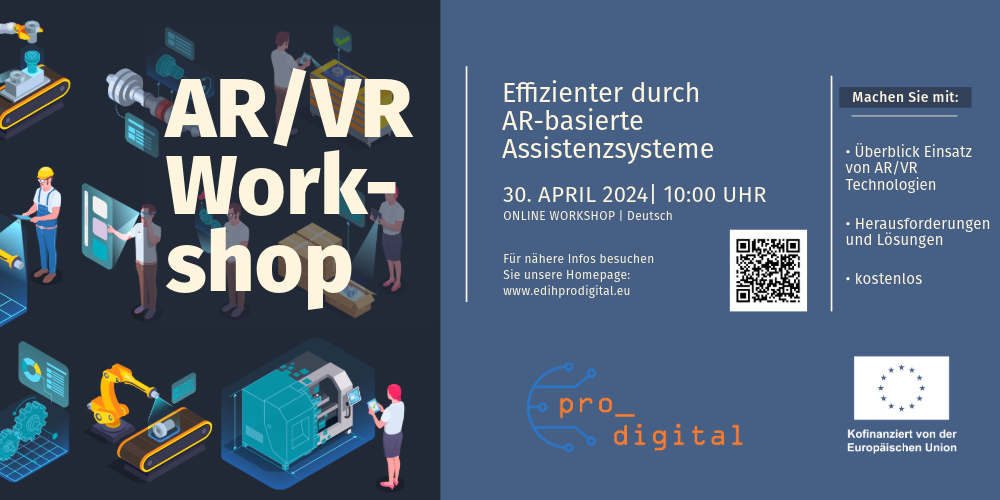 AR/VR
Work-
shop
Effizienter durch
AR-basierte
Assistenzsysteme
30. APRIL 2024| 10:00 UHR
ONLINE WORKSHOP | Deutsch
Für nähere Infos besuchen
Sie unsere Homepage:
www.edihprodigital.eu
Machen Sie mit:
• Überblick Einsatz
von AR/VR
Technologien
• Herausforderungen
und Lösungen
• kostenlos
pro_
digital
Kofinanziert von der
Europäischen Union